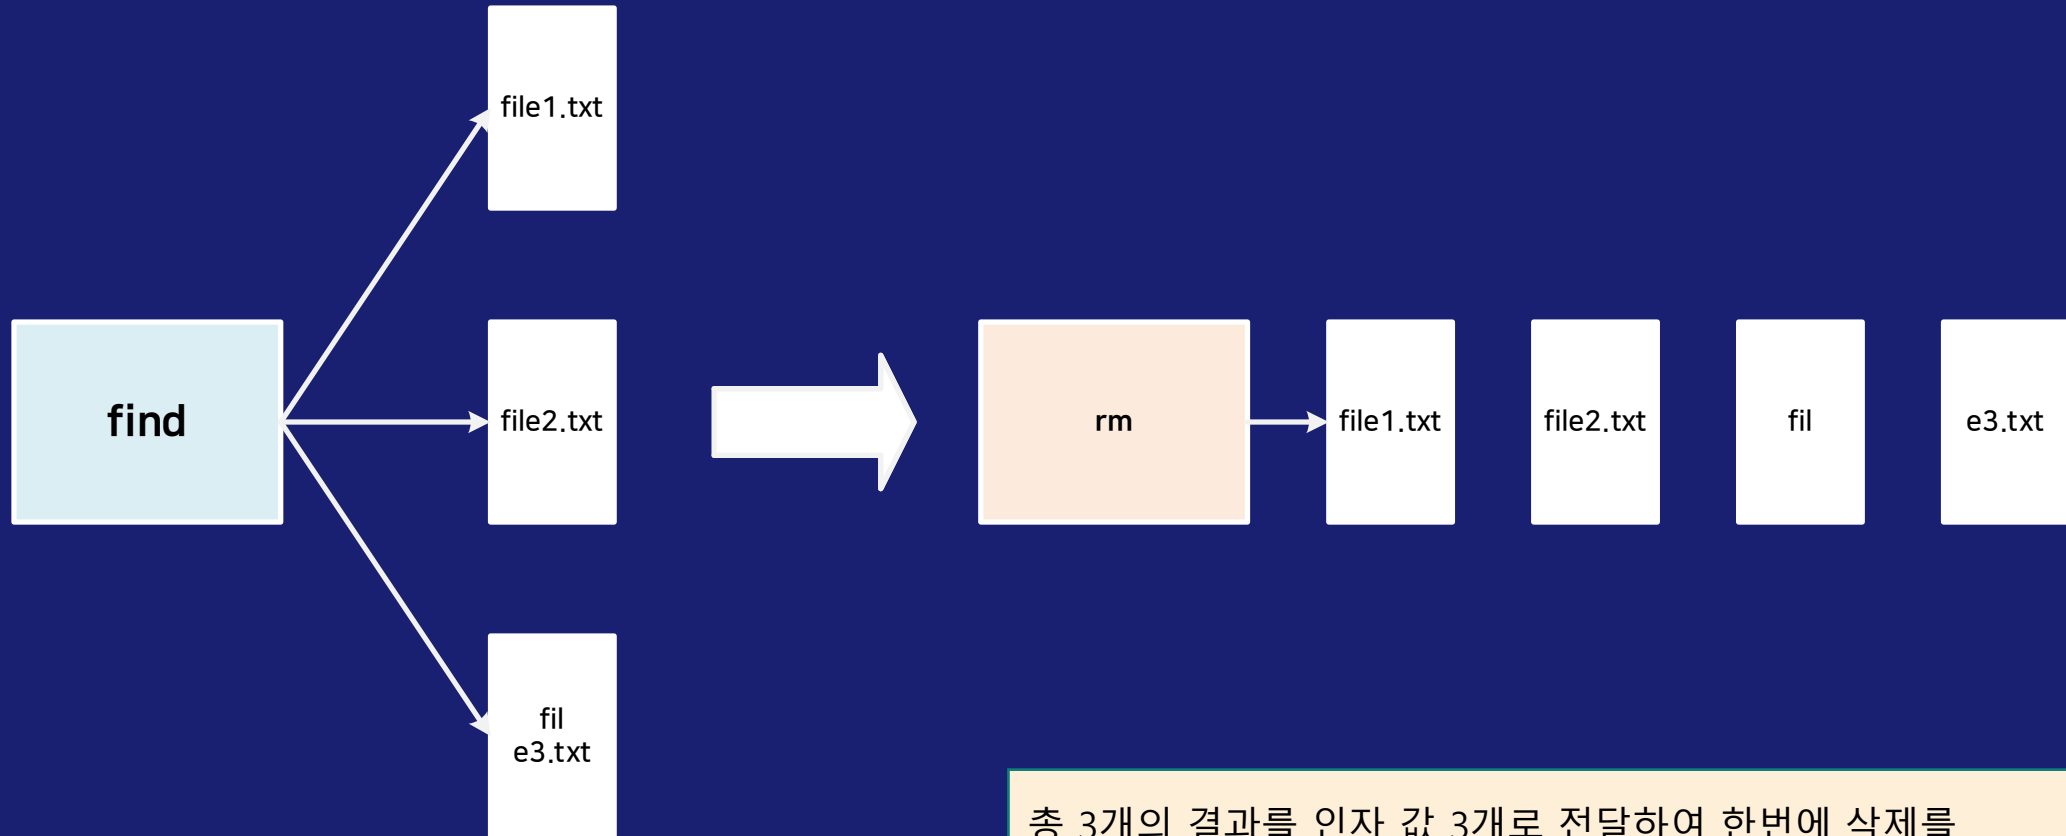 file1.txt
find
file2.txt
fil
e3.txt
rm
file1.txt
file2.txt
fil
e3.txt
총 3개의 결과를 인자 값 3개로 전달하여 한번에 삭제를